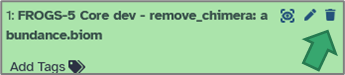 1: FROGS-5 Core dev - remove_chimera: a
bundance.biom
Add Tags